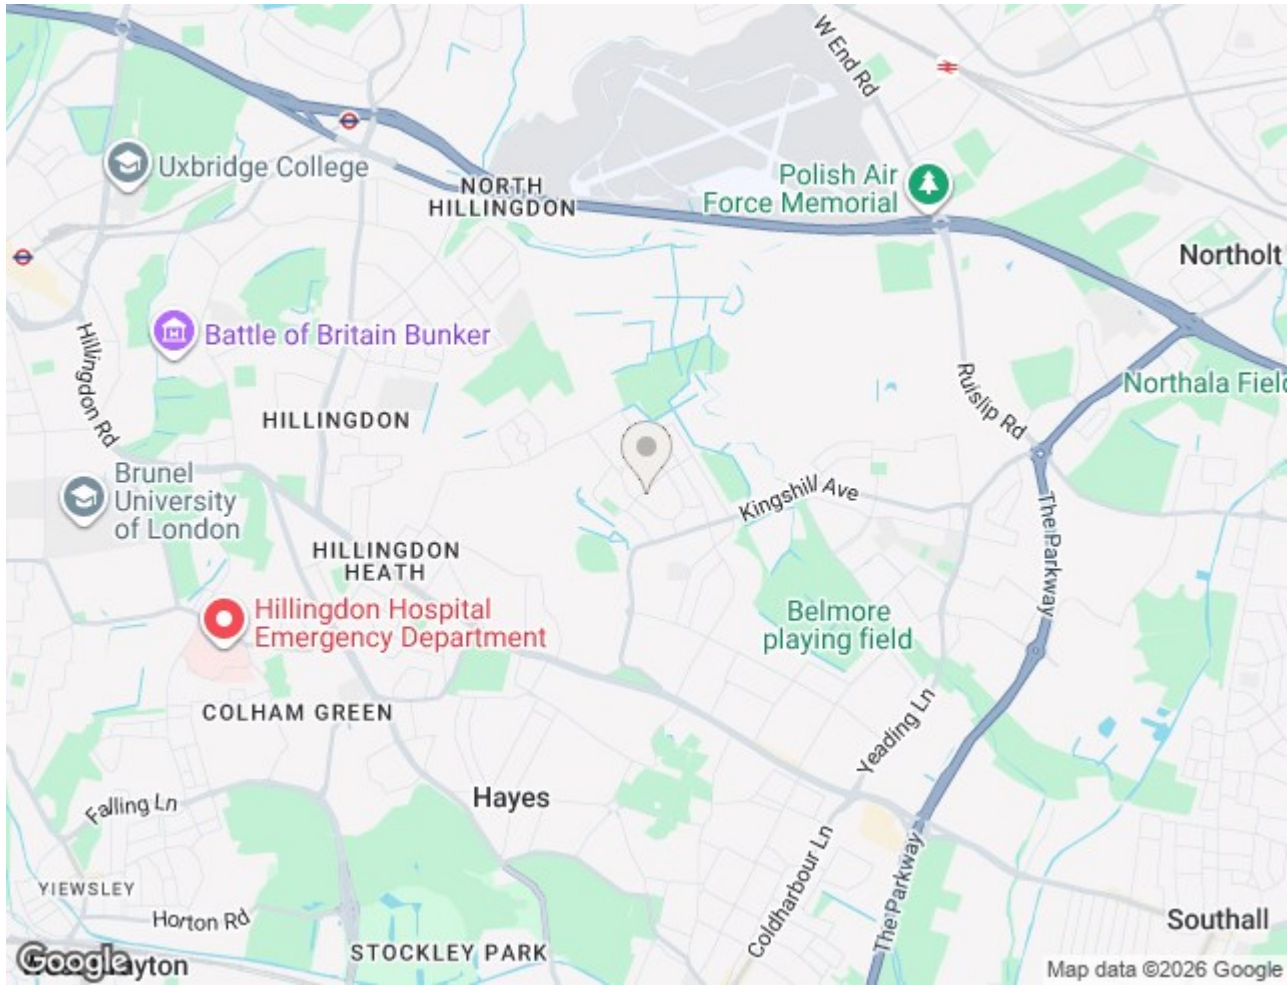 W End Rd
Uxbridge College
NORTH
HILLINGDON
Polish Air
Force Memorial
Northolt
Hillingdon Rd
Battle of Britain Bunker
Ruislip Rd
Northala Field
HILLINGDON
Brunel
University
of London
Kingshill Ave
The Parkway
HILLINGDON
HEATH
Hillingdon Hospital
Emergency Department
Belmore
playing field
COLHAM GREEN
Yeading Ln
Falling Ln
Hayes
Coldharbour Ln
The Parkway
YIEWSLEY
Horton Rd
Southall
STOCKLEY PARK
Google
Map data ©2026 Google